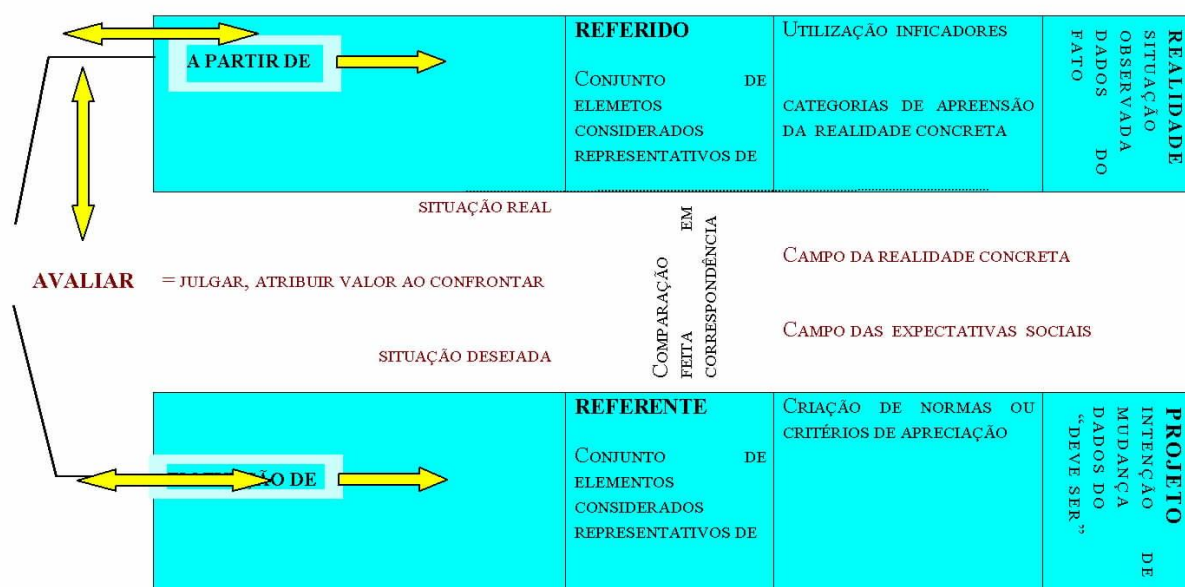 A PARTIR DE
REFERIDO
CONJUNTO DE
ELEMETOS
CONSIDERADOS
REPRESENTATIVOS DE
UTILIZAÇÃO INFICADORES
CATEGORIAS DE APREENSÃO
DA REALIDADE CONCRETA
REALIDADE
SITUAÇÃO
OBSERVADA
DADOS DO
FATO
SITUAÇÃO REAL
AVALIAR = JULGAR, ATRIBUIR VALOR AO CONFRONTAR
SITUAÇÃO DESEJADA
COMPARAÇÃO EM
FEITA
CORRESPONDÊNCIA
CAMPO DA REALIDADE CONCRETA
CAMPO DAS EXPECTATIVAS SOCIAIS
DE
REFERENTE
CONJUNTO DE
ELEMENTOS
CONSIDERADOS
REPRESENTATIVOS DE
CRIAÇÃO DE NORMAS OU
CRITÉRIOS DE APRECIAÇÃO
PROJETO
INTENÇÃO DE
MUDANÇA
DADOS DO
“DEVE SER”